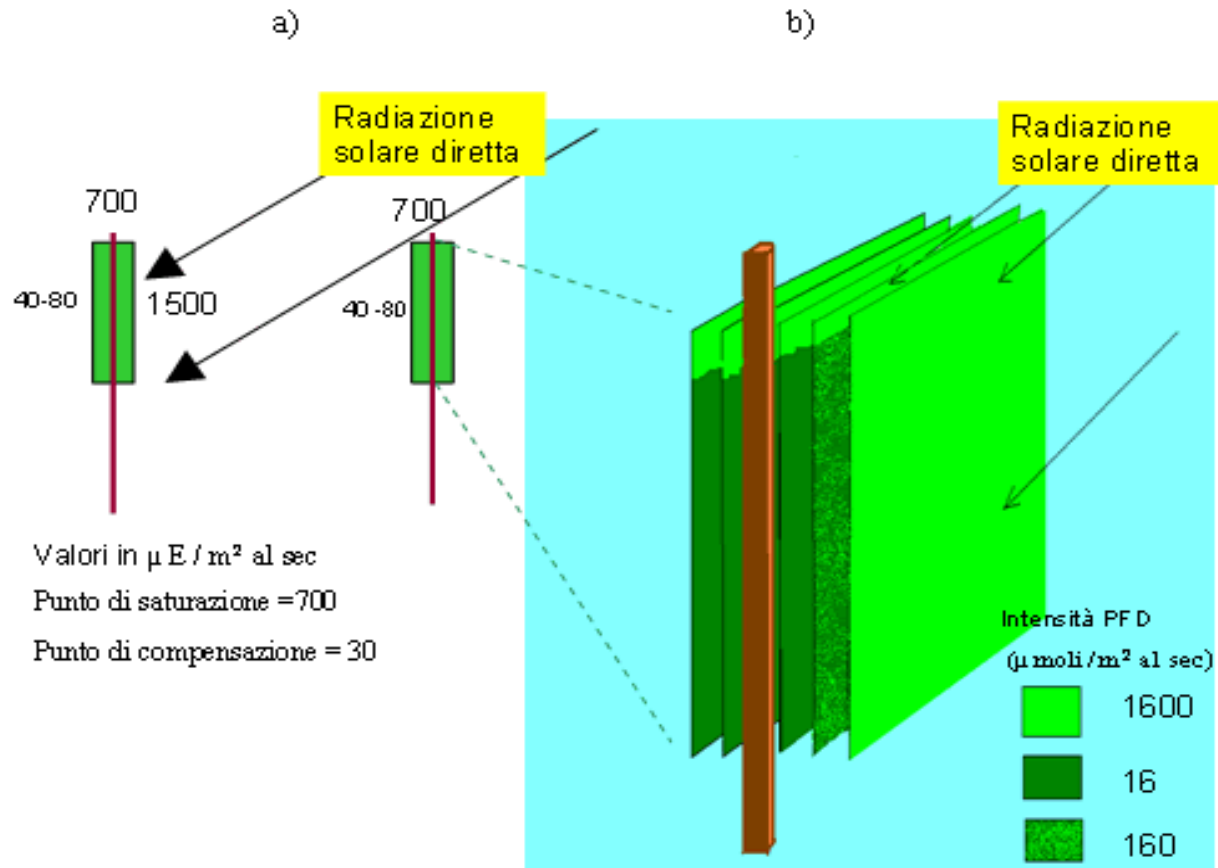 a)
b)
Radiazione
solare diretta
Radiazione
solare diretta
700
700
40-80
1500
40 -80
Valori in µ E / m² al sec
Punto di saturazione =700
Punto di compensazione = 30
Intensità PFD
(µ moli /m² al sec)
1600
16
160